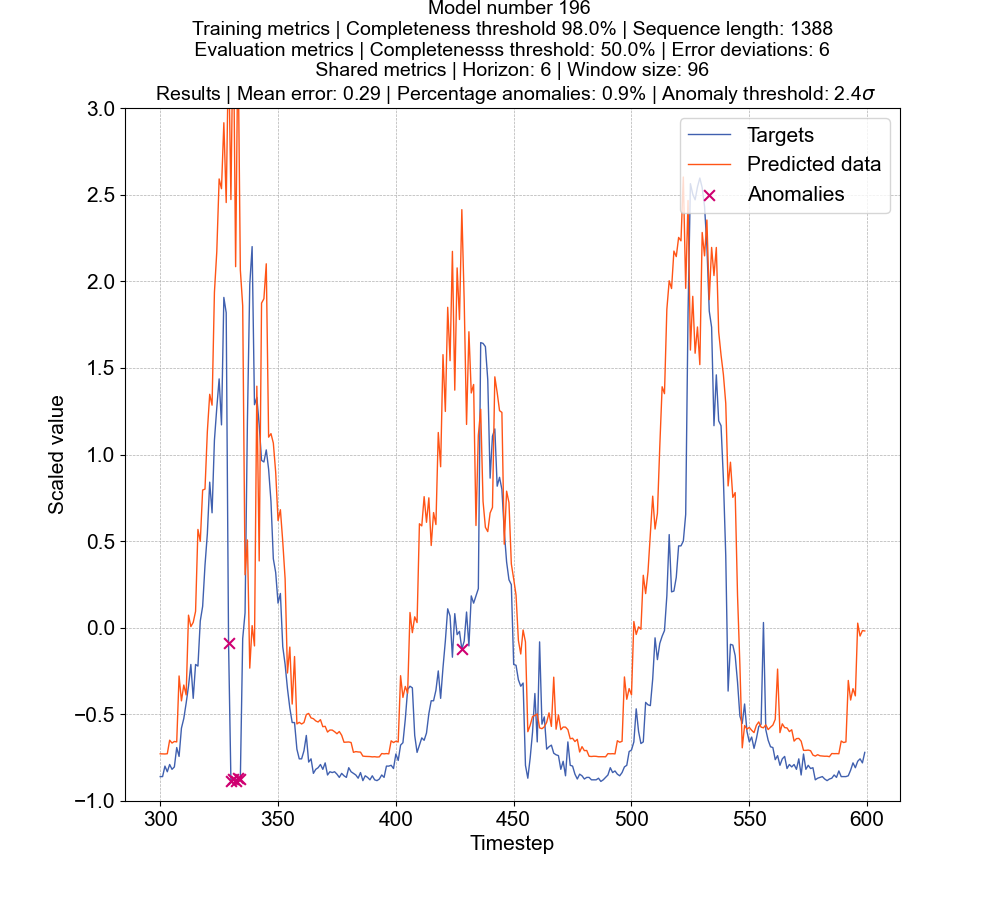 Model number 196
Training metrics | Completeness threshold 98.0% | Sequence length: 1388
Evaluation metrics | Completenesss threshold: 50.0% | Error deviations: 6
Shared metrics | Horizon: 6 | Window size: 96
Results | Mean error: 0.29 | Percentage anomalies: 0.9% | Anomaly threshold: 2.4σ
Targets
Predicted data
Anomalies
Scaled value
3.0
2.5
2.0
1.5
1.0
0.5
0.0
−0.5
−1.0
300
350
400
450
500
550
600
Timestep